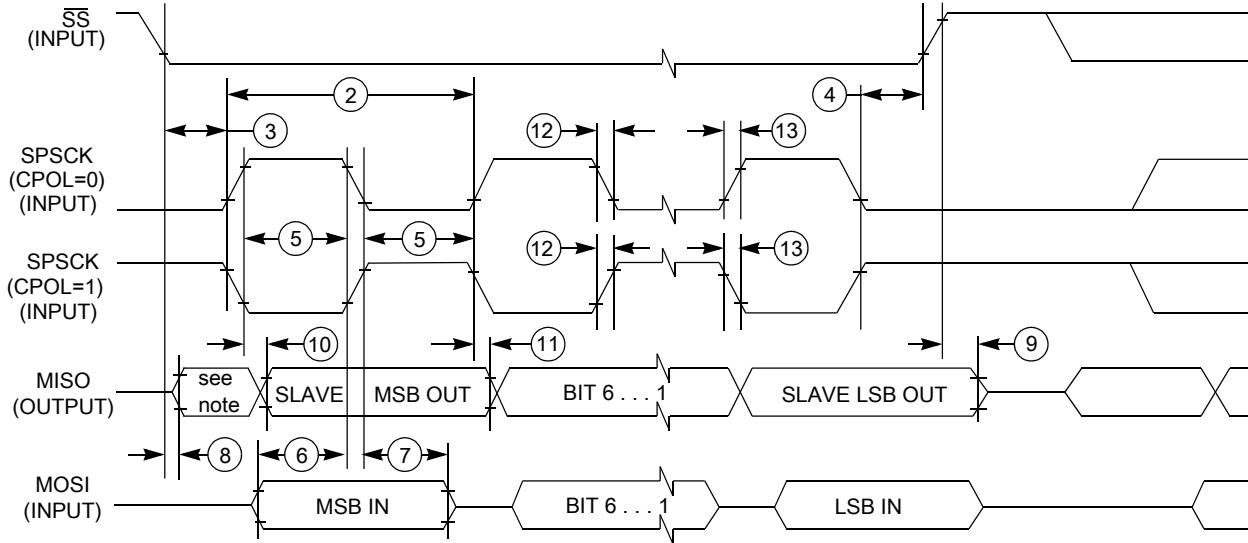 SS
(INPUT)
2
4
3
12
13
SPSCK
(CPOL=0)
(INPUT)
5
5
12
13
SPSCK
(CPOL=1)
(INPUT)
10
11
9
MISO
(OUTPUT)
see
note
SLAVE
MSB OUT
BIT 6 . . . 1
SLAVE LSB OUT
8
6
7
MOSI
(INPUT)
MSB IN
BIT 6 . . . 1
LSB IN